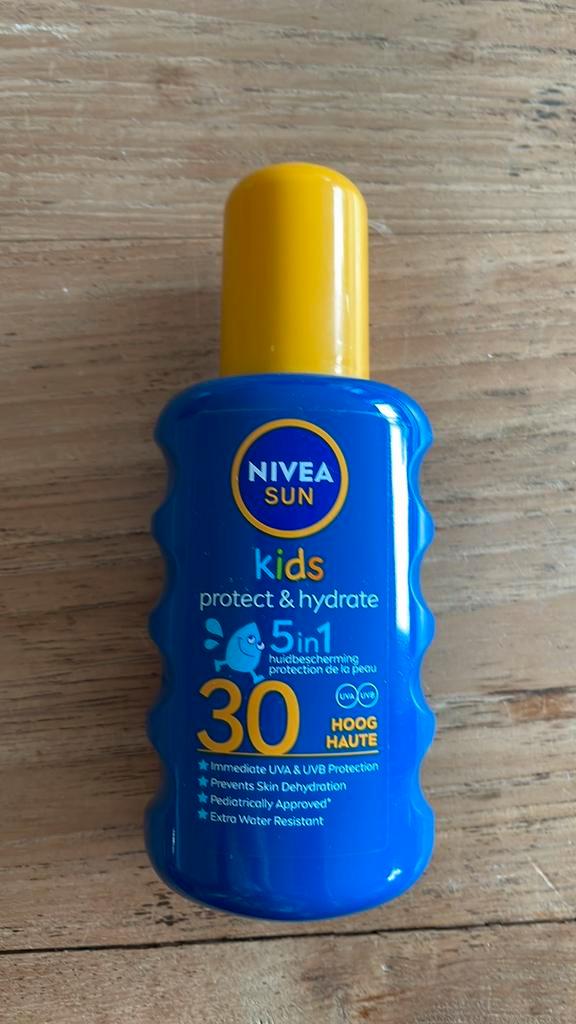 NIVEA
SUN
kids
protect & hydrate
5in1
huidbescherming
protection de la peau
30
UVA UVB
HOOG
HAUTE
Immediate UVA & UVB Protection
Prevents Skin Dehydration
Pediatrically Approved*
Extra Water Resistant